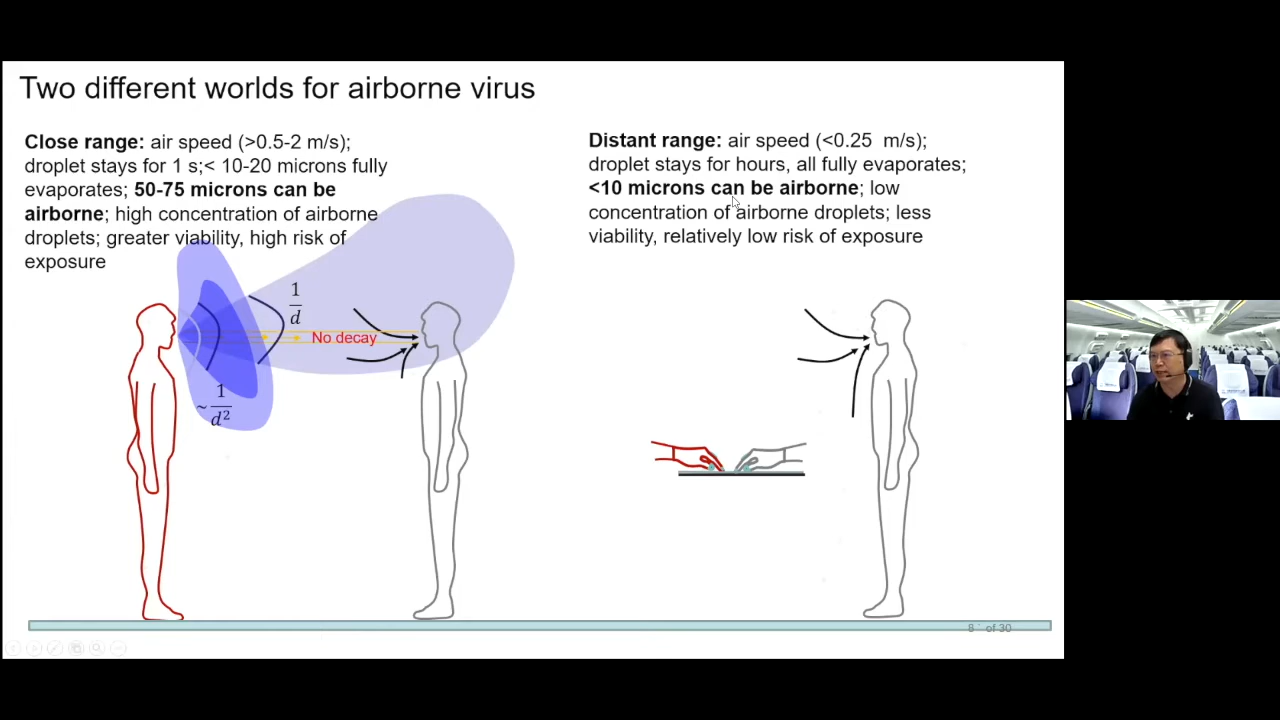 Two different worlds for airborne virus
Close range: air speed (>0.5-2 m/s);
droplet stays for 1 s;< 10-20 microns fully
evaporates; 50-75 microns can be
airborne; high concentration of airborne
droplets; greater viability, high risk of
exposure
Distant range: air speed (<0.25 m/s);
droplet stays for hours, all fully evaporates;
<10 microns can be airborne; low
concentration of airborne droplets; less
viability, relatively low risk of exposure
1
d
No decay
~ 1
d²
8 of 30